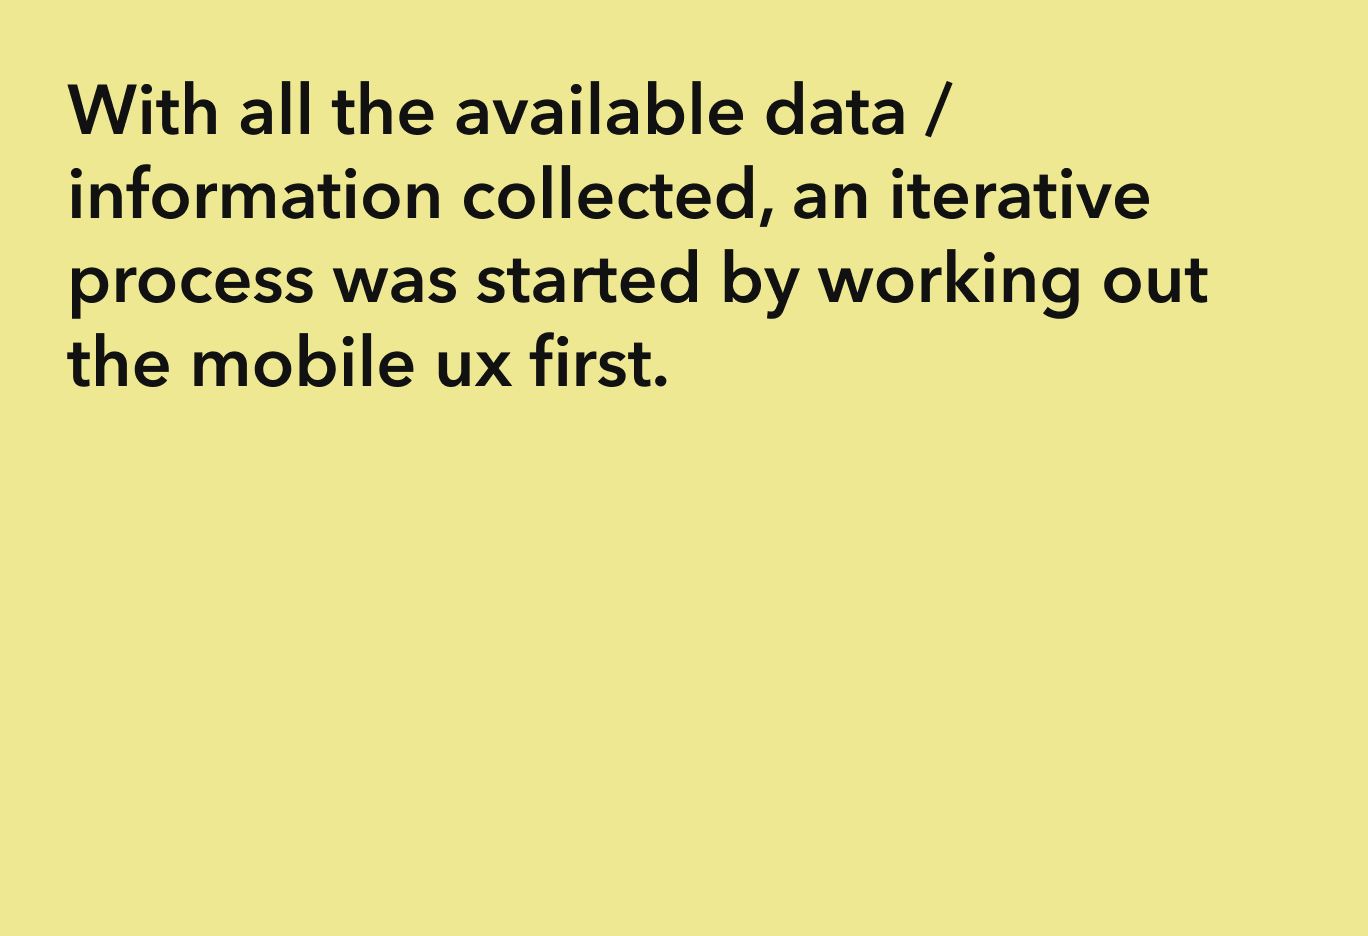 With all the available data /
information collected, an iterative
process was started by working out
the mobile ux first.